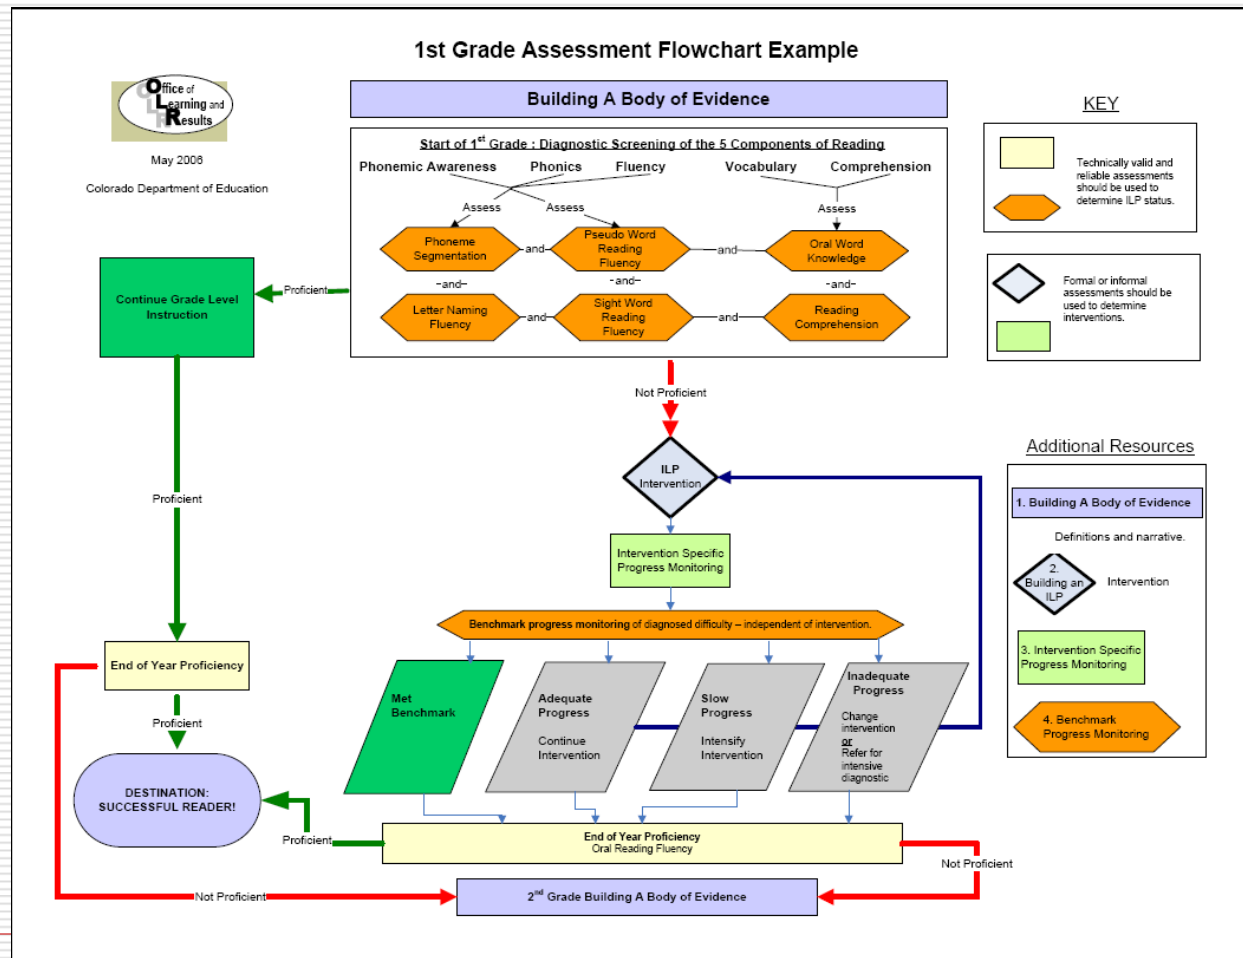 1st Grade Assessment Flowchart Example
Office of
Learning and
Results
OLR
May 2006
Colorado Department of Education
Building A Body of Evidence
Start of 1st Grade : Diagnostic Screening of the 5 Components of Reading
Phonemic Awareness
Phonics
Fluency
Vocabulary
Comprehension
Assess
Assess
Assess
Phoneme
Segmentation
-and-
Pseudo Word
Reading
Fluency
and
Oral Word
Knowledge
-and-
-and-
-and-
Letter Naming
Fluency
-and-
Sight Word
Reading
Fluency
and
Reading
Comprehension
KEY
Technically valid and
reliable assessments
should be used to
determine ILP status.
Formal or informal
assessments should be
used to determine
interventions.
Proficient
Continue Grade Level
Instruction
Not Proficient
ILP
Intervention
Intervention Specific
Progress Monitoring
Benchmark progress monitoring of diagnosed difficulty – independent of intervention.
Met
Benchmark
Adequate
Progress
Continue
Intervention
Slow
Progress
Intensify
Intervention
Inadequate
Progress
Change
intervention
or
Refer for
intensive
diagnostic
Additional Resources
1. Building A Body of Evidence
Definitions and narrative.
2.
Building an
ILP
Intervention
3. Intervention Specific
Progress Monitoring
4. Benchmark
Progress Monitoring
Proficient
End of Year Proficiency
Proficient
DESTINATION:
SUCCESSFUL READER!
Proficient
End of Year Proficiency
Oral Reading Fluency
Not Proficient
Not Proficient
2nd Grade Building A Body of Evidence